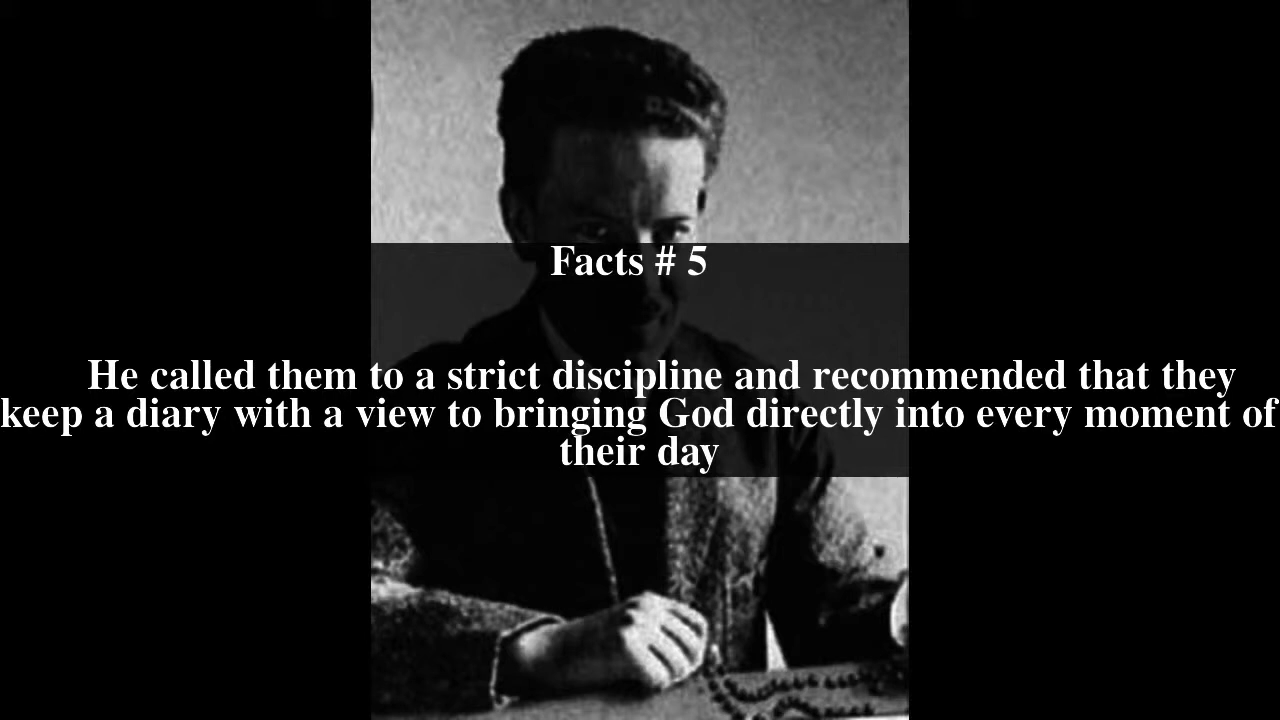 Facts # 5
He called them to a strict discipline and recommended that they
keep a diary with a view to bringing God directly into every moment of
their day